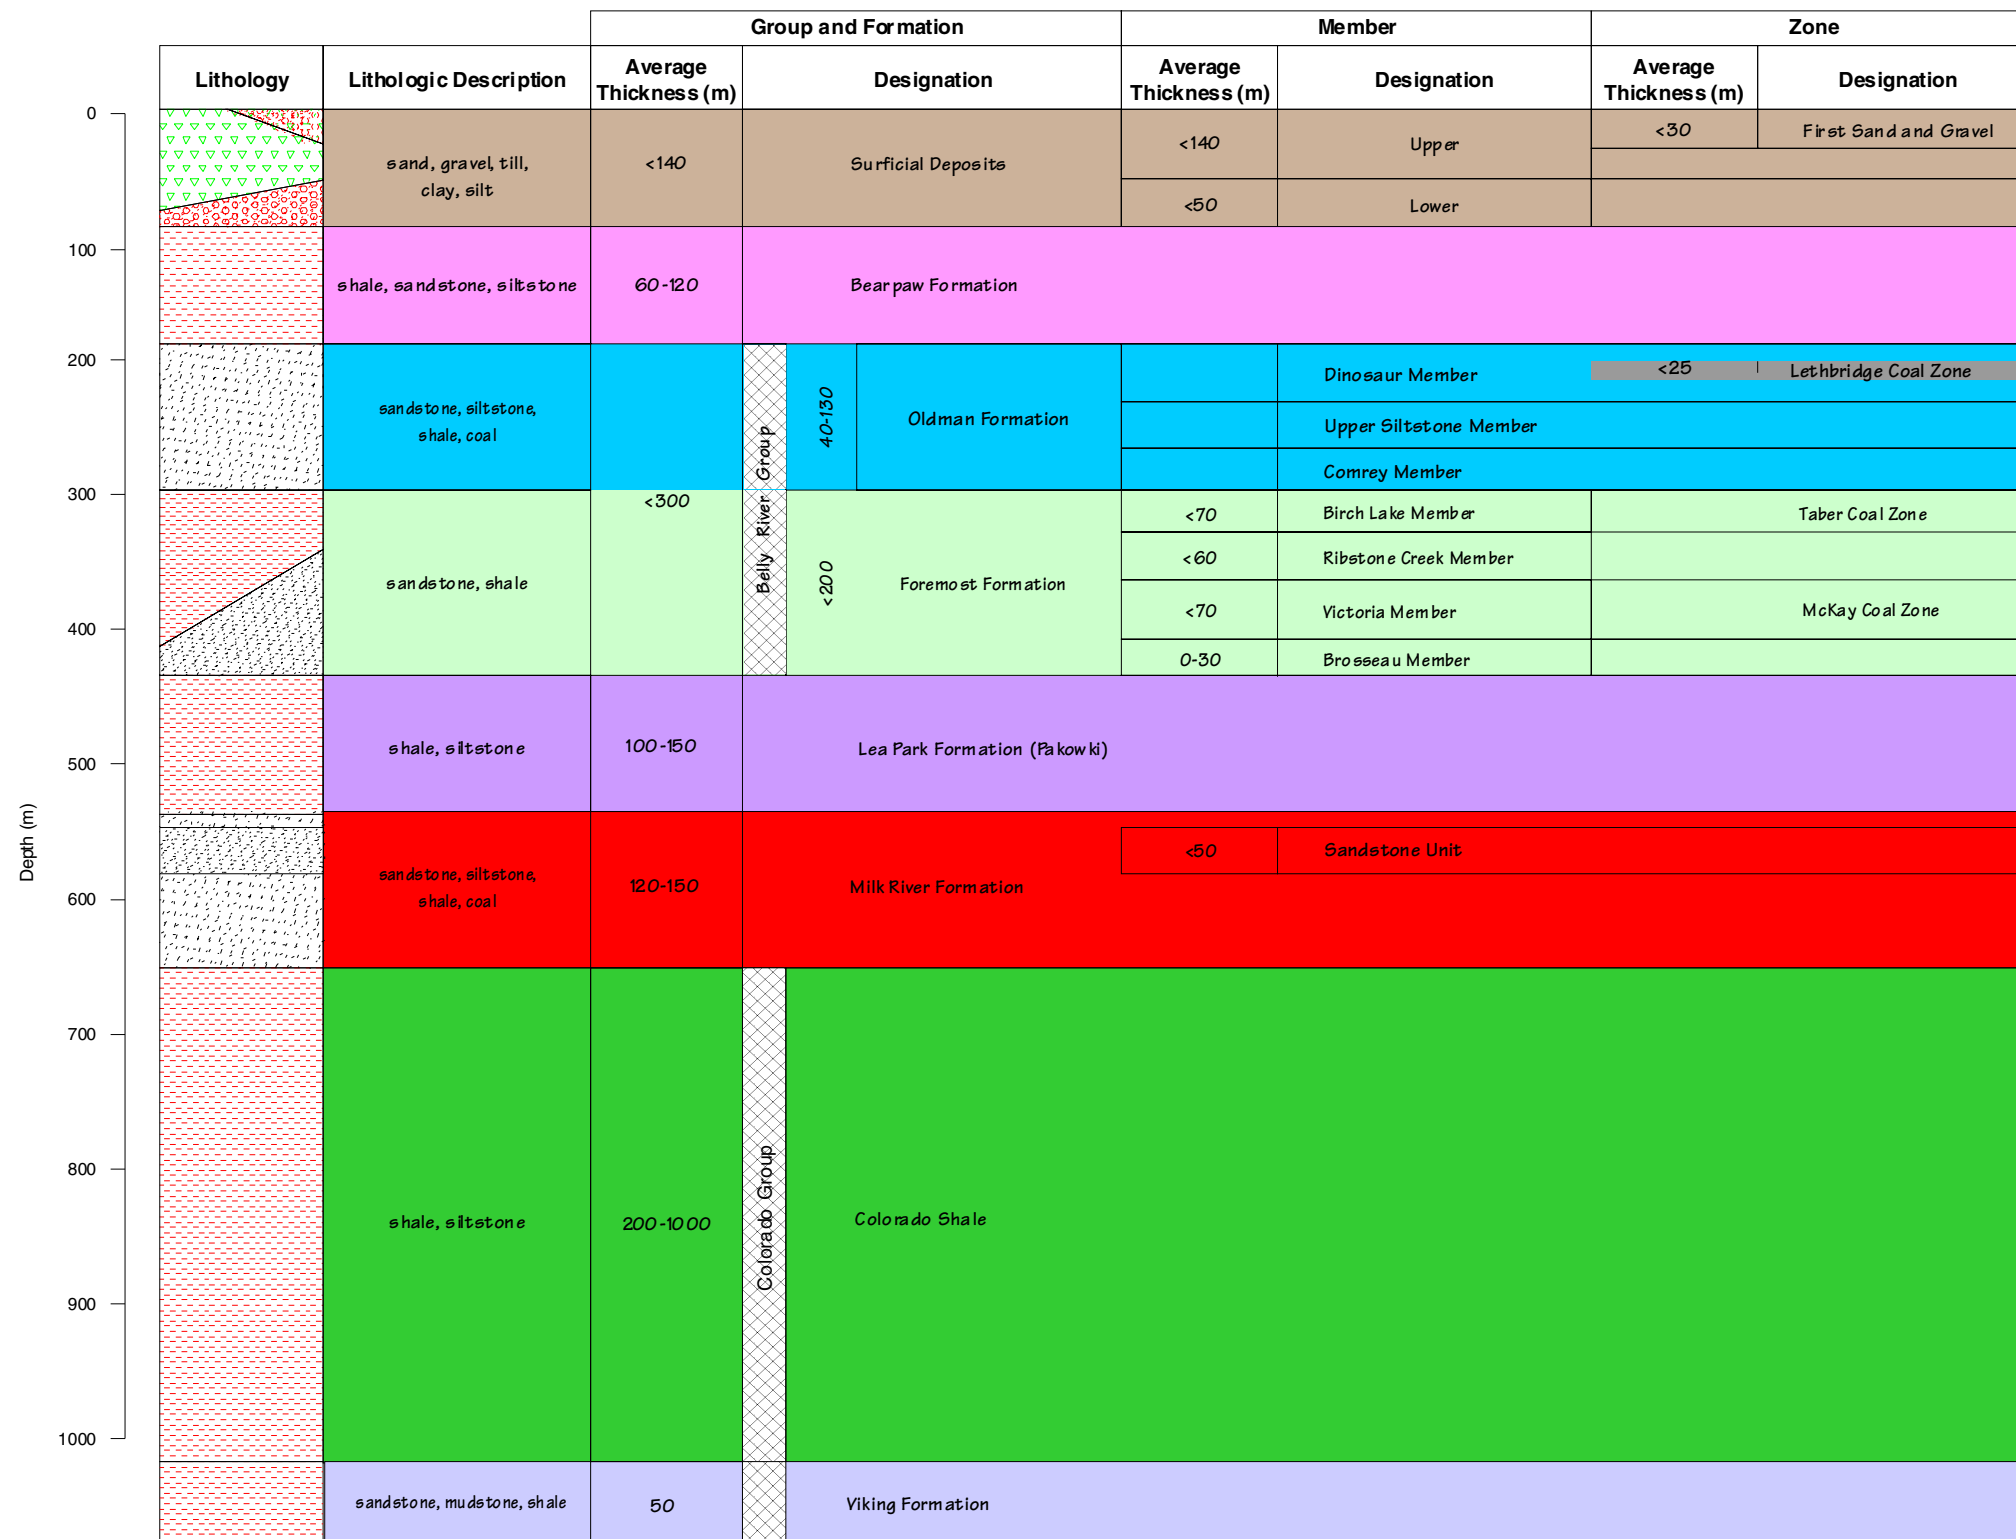 Group and Formation
Member
Zone
Lithology
Lithologic Description
Average
Thickness (m)
Designation
Average
Thickness (m)
Designation
Average
Thickness (m)
Designation
0
100
200
300
400
500
600
700
800
900
1000
Depth (m)
sand, gravel, till,
clay, silt
<140
Surficial Deposits
<140
Upper
<30
First Sand and Gravel
<50
Lower
shale, sandstone, siltstone
60-120
Bearpaw Formation
sandstone, siltstone,
shale, coal
<300
Belly River Group
40-130
Oldman Formation
Dinosaur Member
<25
Lethbridge Coal Zone
Upper Siltstone Member
Comrey Member
sandstone, shale
<200
Foremost Formation
<70
Birch Lake Member
Taber Coal Zone
<60
Ribstone Creek Member
<70
Victoria Member
McKay Coal Zone
0-30
Brosseau Member
shale, siltstone
100-150
Lea Park Formation (Pakowki)
sandstone, siltstone,
shale, coal
120-150
Milk River Formation
<50
Sandstone Unit
shale, siltstone
200-1000
Colorado Group
Colorado Shale
sandstone, mudstone, shale
50
Viking Formation